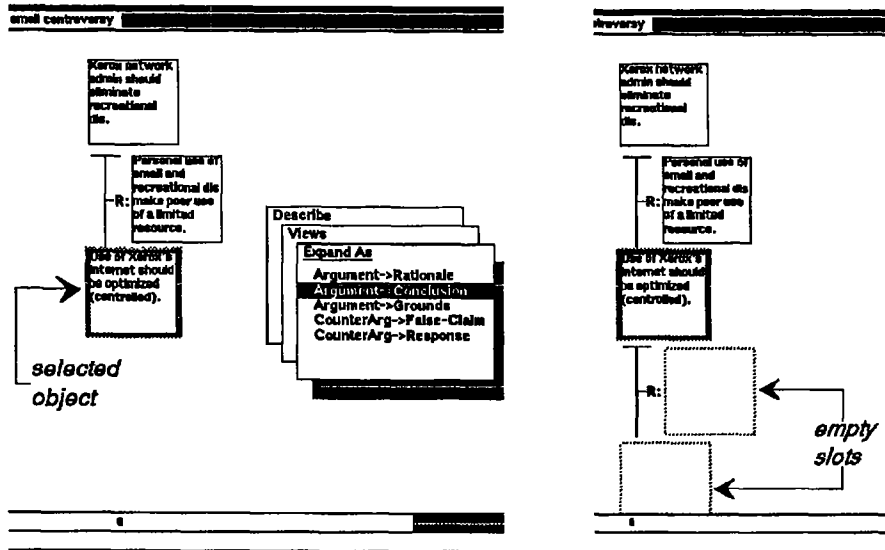 email controversy
Xerox network
admin should
eliminate
recreational
dls.
Personal use of
email and
recreational dls
R: make poor use
of a limited
resource.
Use of Xerox's
internet should
be optimized
(controlled).
selected
object
Describe
Views
Expand As
Argument->Rationale
Argument->Conclusion
Argument->Grounds
CounterArg->False-Claim
CounterArg->Response
ntroversy
Xerox network
admin should
eliminate
recreational
dls.
Personal use of
email and
recreational dls
R: make poor use
of a limited
resource.
Use of Xerox's
internet should
be optimized
(controlled).
R:
empty
slots